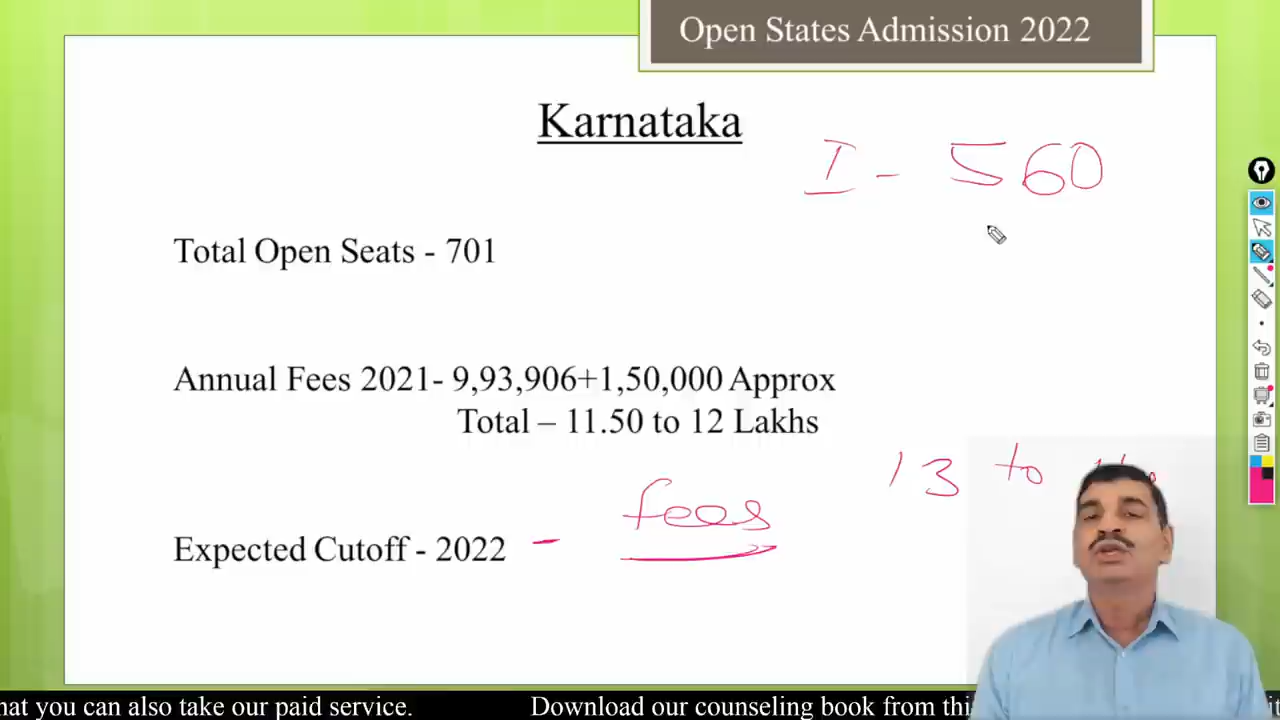 Open States Admission 2022
Karnataka
I - 560
Total Open Seats - 701
Annual Fees 2021- 9,93,906+1,50,000 Approx
Total – 11.50 to 12 Lakhs
13 to
fees
Expected Cutoff - 2022 -
hat you can also take our paid service. Download our counseling book from this